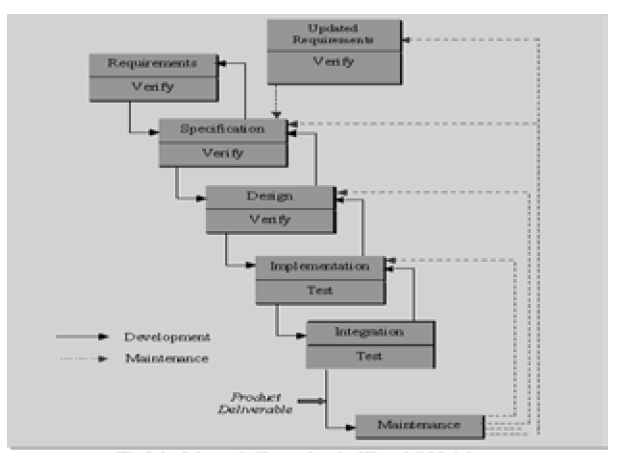 Updated
Requirements
Verify
Requirements
Verify
Specification
Verify
Design
Verify
Implementation
Test
Integration
Test
Development
Maintenance
Product
Deliverable
Maintenance